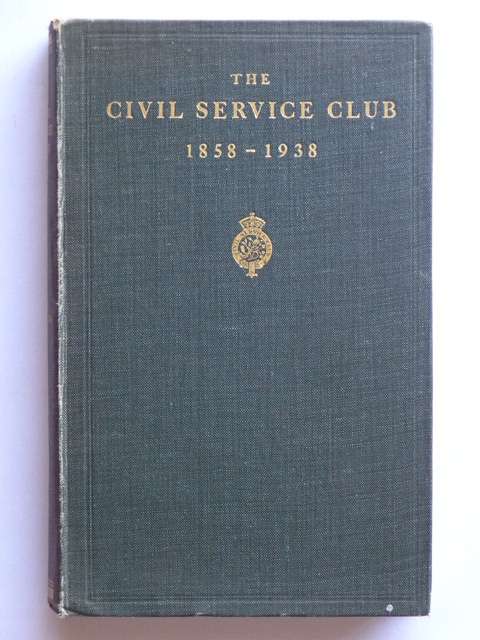 THE
CIVIL SERVICE CLUB
1858 – 1938